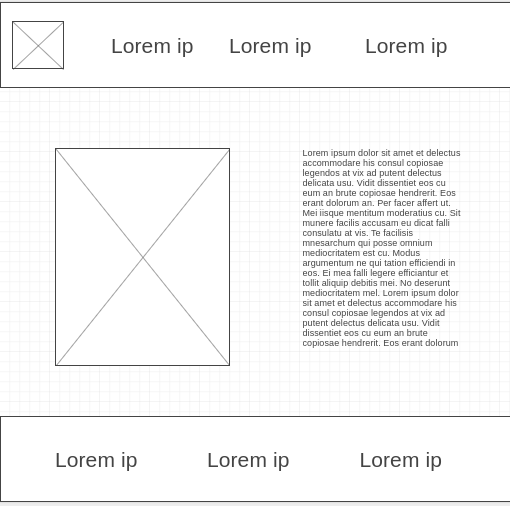 Lorem ip Lorem ip Lorem ip
Lorem ipsum dolor sit amet et delectus
accommodare his consul copiosae
legendos at vix ad putent delectus
delicata usu. Vidit dissentiet eos cu
eum an brute copiosae hendrerit. Eos
erant dolorum an. Per facer affert ut.
Mei iisque mentitum moderatius cu. Sit
munere facilis accusam eu dicat falli
consulatu at vis. Te facilisis
mnesarchum qui posse omnium
mediocritatem est cu. Modus
argumentum ne qui tation efficiendi in
eos. Ei mea falli legere efficiantur et
tollit aliquip debitis mei. No deserunt
mediocritatem mel. Lorem ipsum dolor
sit amet et delectus accommodare his
consul copiosae legendos at vix ad
putent delectus delicata usu. Vidit
dissentiet eos cu eum an brute
copiosae hendrerit. Eos erant dolorum
Lorem ip Lorem ip Lorem ip